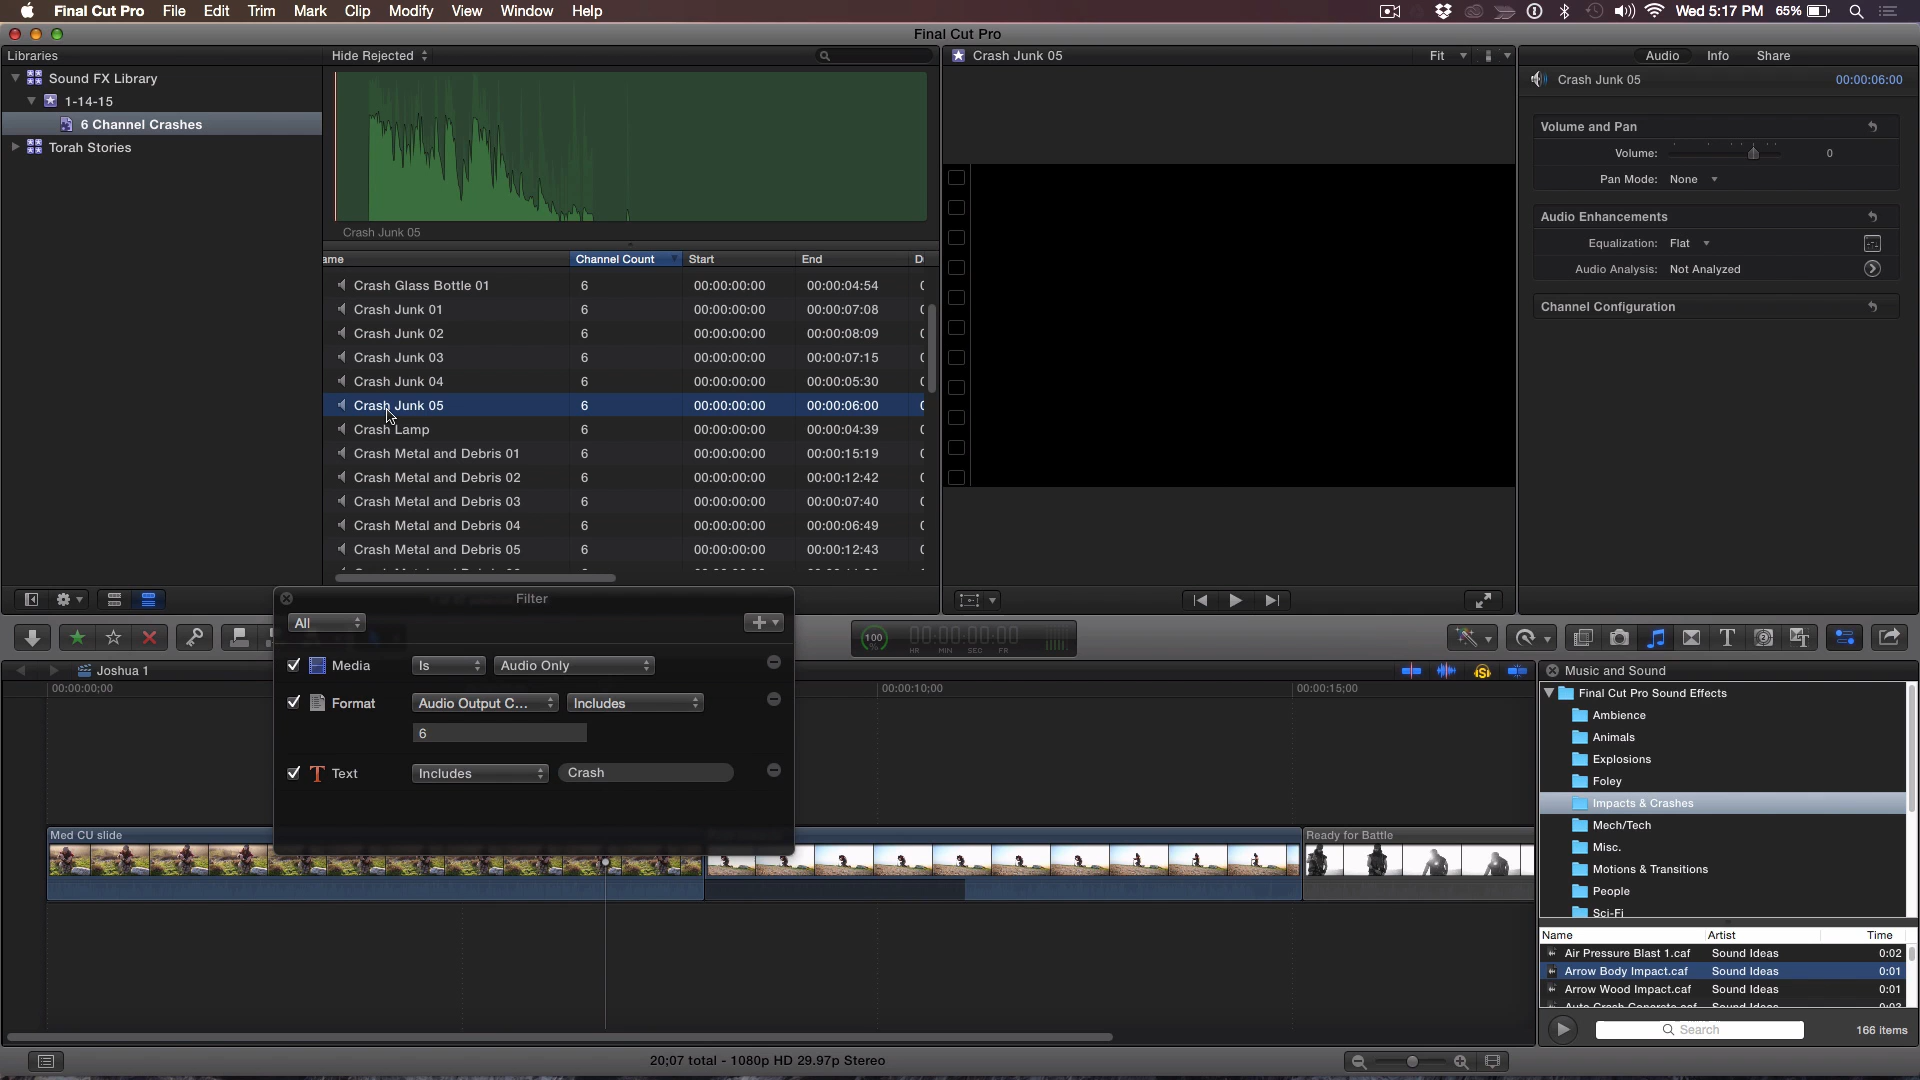 Final Cut Pro File Edit Trim Mark Clip Modify View Window Help Wed 5:17 PM 65%
Final Cut Pro
Libraries
Sound FX Library
1-14-15
6 Channel Crashes
Torah Stories
Hide Rejected
Crash Junk 05
ame Channel Count Start End D
Crash Glass Bottle 01 6 00:00:00:00 00:00:04:54
Crash Junk 01 6 00:00:00:00 00:00:07:08
Crash Junk 02 6 00:00:00:00 00:00:08:09
Crash Junk 03 6 00:00:00:00 00:00:07:15
Crash Junk 04 6 00:00:00:00 00:00:05:30
Crash Junk 05 6 00:00:00:00 00:00:06:00
Crash Lamp 6 00:00:00:00 00:00:04:39
Crash Metal and Debris 01 6 00:00:00:00 00:00:15:19
Crash Metal and Debris 02 6 00:00:00:00 00:00:12:42
Crash Metal and Debris 03 6 00:00:00:00 00:00:07:40
Crash Metal and Debris 04 6 00:00:00:00 00:00:06:49
Crash Metal and Debris 05 6 00:00:00:00 00:00:12:43
Crash Junk 05 Fit
Audio Info Share
Crash Junk 05 00:00:06:00
Volume and Pan
Volume: 0
Pan Mode: None
Audio Enhancements
Equalization: Flat
Audio Analysis: Not Analyzed
Channel Configuration
Filter
All
Media Is Audio Only
Format Audio Output C... Includes
6
Text Includes Crash
100 % 00:00:00:00
HR MIN SEC FR
Joshua 1
00:00:00;00 00:00:10;00 00:00:15;00
Med CU slide
Ready for Battle
Music and Sound
Final Cut Pro Sound Effects
Ambience
Animals
Explosions
Foley
Impacts & Crashes
Mech/Tech
Misc.
Motions & Transitions
People
Sci-Fi
Name Artist Time
Air Pressure Blast 1.caf Sound Ideas 0:02
Arrow Body Impact.caf Sound Ideas 0:01
Arrow Wood Impact.caf Sound Ideas 0:01
Auto Crash Concrete.caf Sound Ideas 0:03
Search 166 items
20;07 total - 1080p HD 29.97p Stereo